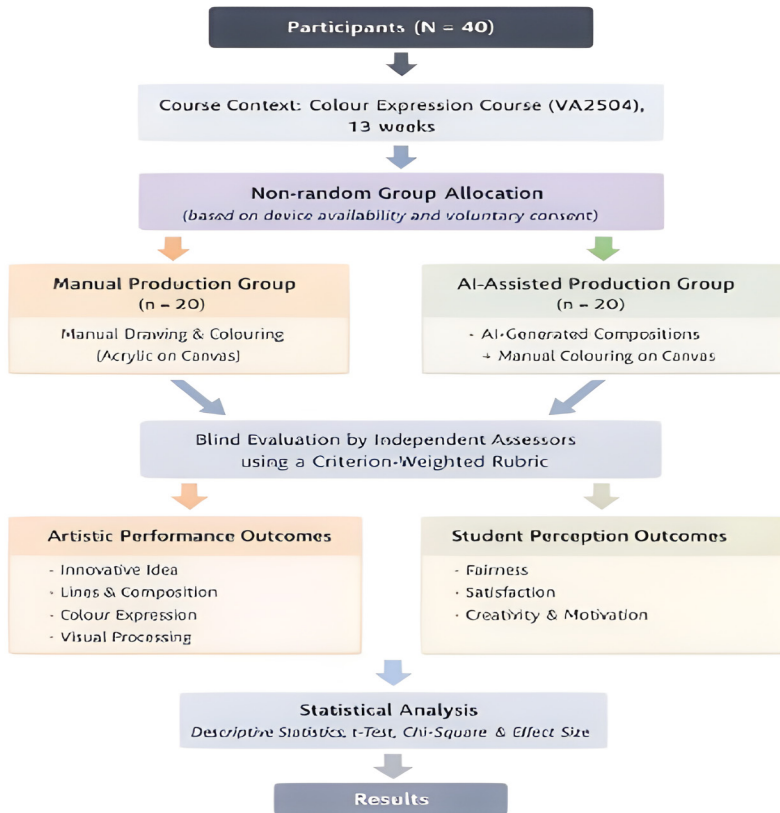 Participants (N = 40)
Course Context: Colour Expression Course (VA2504),
13 weeks
Non-random Group Allocation
(based on device availability and voluntary consent)
Manual Production Group
(n – 20)
Manual Drawing & Colouring
(Acrylic on Canvas)
AI-Assisted Production Group
(n – 20)
- AI-Generated Compositions
→ Manual Colouring on Canvas
Blind Evaluation by Independent Assessors
using a Criterion-Weighted Rubric
Artistic Performance Outcomes
- Innovative Idea
- Lines & Composition
- Colour Expression
- Visual Processing
Student Perception Outcomes
- Fairness
- Satisfaction
- Creativity & Motivation
Statistical Analysis
Descriptive Statistics, t-Test, Chi-Square & Effect Size
Results